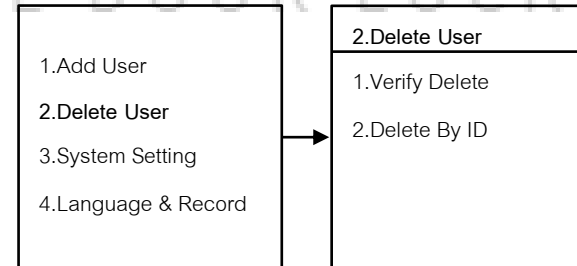 1.Add User
2.Delete User
3.System Setting
4.Language & Record
2.Delete User
1.Verify Delete
2.Delete By ID